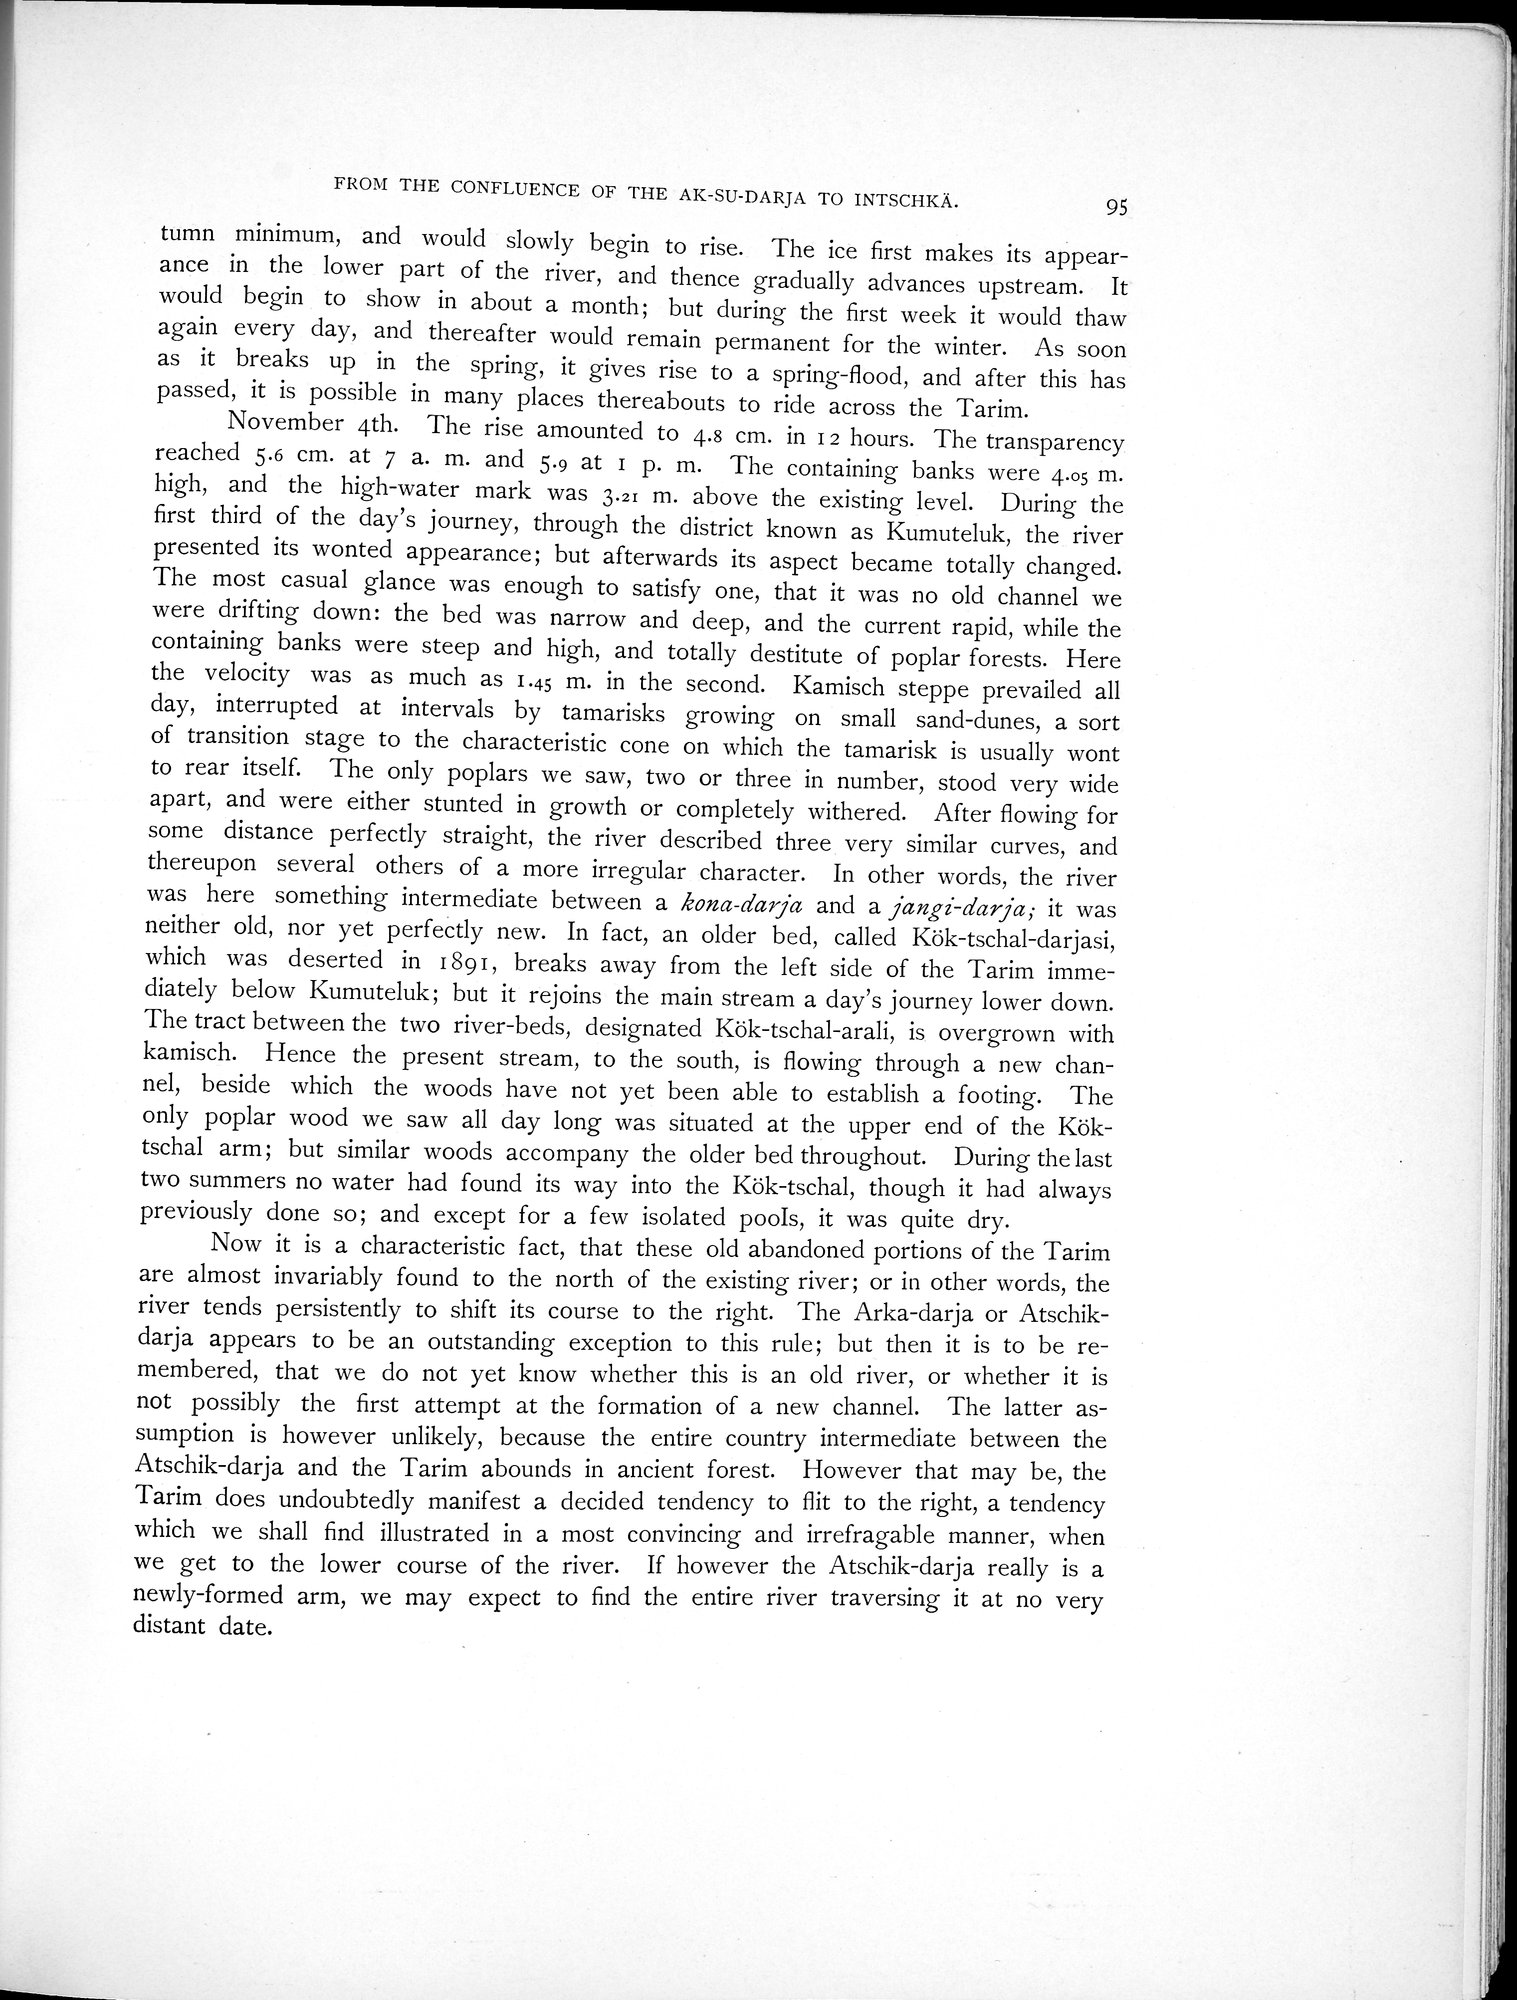 FROM THE CONFLUENCE OF THE AK-SU-DARJA TO INTSCHKÄ. 95
tumn minimum, and would slowly begin to rise. The ice first makes its appear-
ance in the lower part of the river, and thence gradually advances upstream. It
would begin to show in about a month; but during the first week it would thaw
again every day, and thereafter would remain permanent for the winter. As soon
as it breaks up in the spring, it gives rise to a spring-flood, and after this has
passed, it is possible in many places thereabouts to ride across the Tarim.
November 4th. The rise amounted to 4.8 cm. in 12 hours. The transparency
reached 5.6 cm. at 7 a. m. and 5.9 at 1 p. m. The containing banks were 4.05 m.
high, and the high-water mark was 3.21 m. above the existing level. During the
first third of the day's journey, through the district known as Kumuteluk, the river
presented its wonted appearance; but afterwards its aspect became totally changed.
The most casual glance was enough to satisfy one, that it was no old channel we
were drifting down: the bed was narrow and deep, and the current rapid, while the
containing banks were steep and high, and totally destitute of poplar forests. Here
the velocity was as much as 1.45 m. in the second. Kamisch steppe prevailed all
day, interrupted at intervals by tamarisks growing on small sand-dunes, a sort
of transition stage to the characteristic cone on which the tamarisk is usually wont
to rear itself. The only poplars we saw, two or three in number, stood very wide
apart, and were either stunted in growth or completely withered. After flowing for
some distance perfectly straight, the river described three very similar curves, and
thereupon several others of a more irregular character. In other words, the river
was here something intermediate between a kona-darja and a jangi-darja; it was
neither old, nor yet perfectly new. In fact, an older bed, called Kök-tschal-darjasi,
which was deserted in 1891, breaks away from the left side of the Tarim imme-
diately below Kumuteluk; but it rejoins the main stream a day's journey lower down.
The tract between the two river-beds, designated Kök-tschal-arali, is overgrown with
kamisch. Hence the present stream, to the south, is flowing through a new chan-
nel, beside which the woods have not yet been able to establish a footing. The
only poplar wood we saw all day long was situated at the upper end of the Kök-
tschal arm; but similar woods accompany the older bed throughout. During the last
two summers no water had found its way into the Kök-tschal, though it had always
previously done so; and except for a few isolated pools, it was quite dry.
Now it is a characteristic fact, that these old abandoned portions of the Tarim
are almost invariably found to the north of the existing river; or in other words, the
river tends persistently to shift its course to the right. The Arka-darja or Atschik-
darja appears to be an outstanding exception to this rule; but then it is to be re-
membered, that we do not yet know whether this is an old river, or whether it is
not possibly the first attempt at the formation of a new channel. The latter as-
sumption is however unlikely, because the entire country intermediate between the
Atschik-darja and the Tarim abounds in ancient forest. However that may be, the
Tarim does undoubtedly manifest a decided tendency to flit to the right, a tendency
which we shall find illustrated in a most convincing and irrefragable manner, when
we get to the lower course of the river. If however the Atschik-darja really is a
newly-formed arm, we may expect to find the entire river traversing it at no very
distant date.